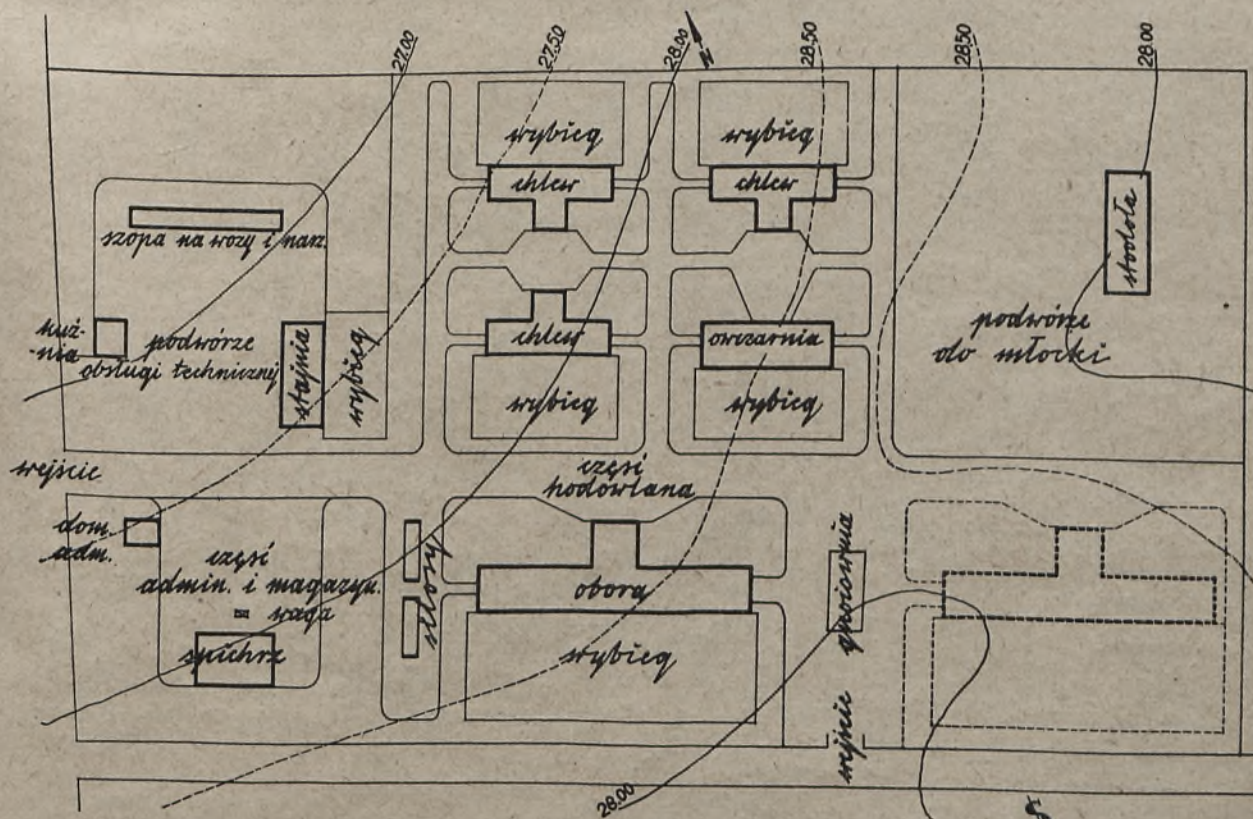 27.00
27.50
28.00
N
28.50
28.50
28.00
wybieg
wybieg
chlew
chlew
szopa na wozy i narz.
stodoła
kuź-
-nia
podwórze
obsługi technicznej
stajnia
wybieg
chlew
owczarnia
podwórze
do młocki
wybieg
wybieg
wejście
część
hodowlana
dom.
adm.
część
admin. i magazyn.
waga
silosy
obora
gnoicownia
spichrz
wybieg
wejście
28.00